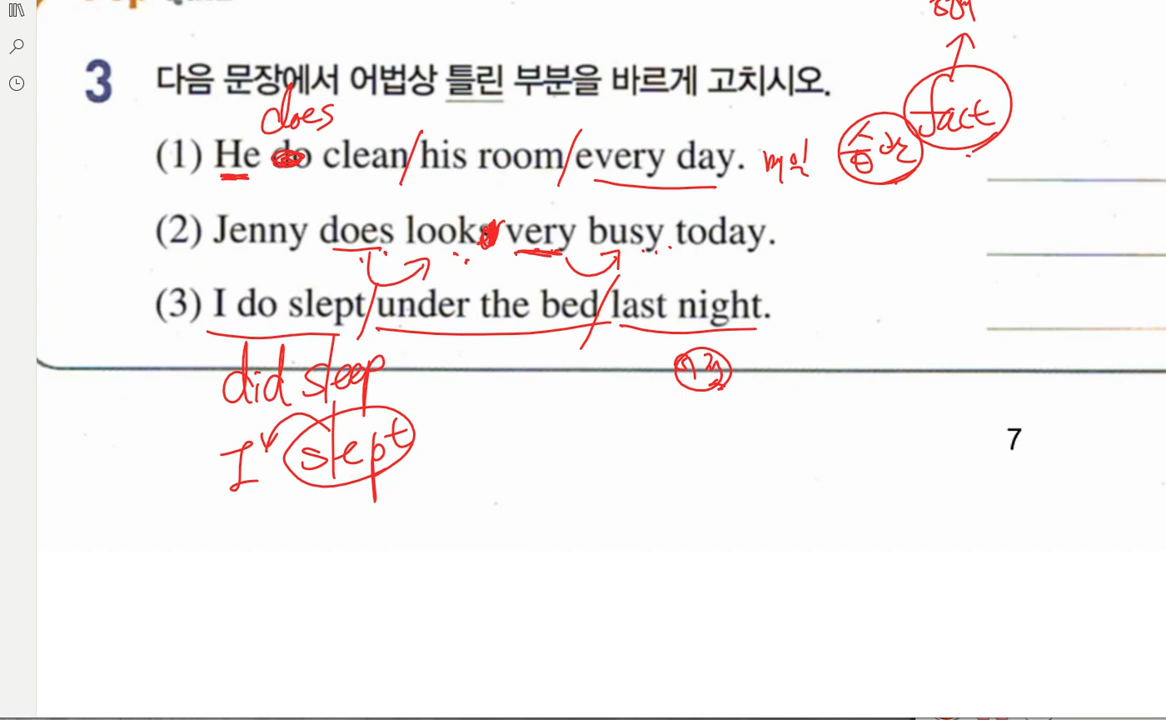 3 다음 문장에서 어법상 틀린 부분을 바르게 고치시오.
does
fact
(1) He do clean/his room/every day. 매일 습관
(2) Jenny does looks very busy today.
(3) I do slept/under the bed/last night.
did sleep
과거
I slept
7